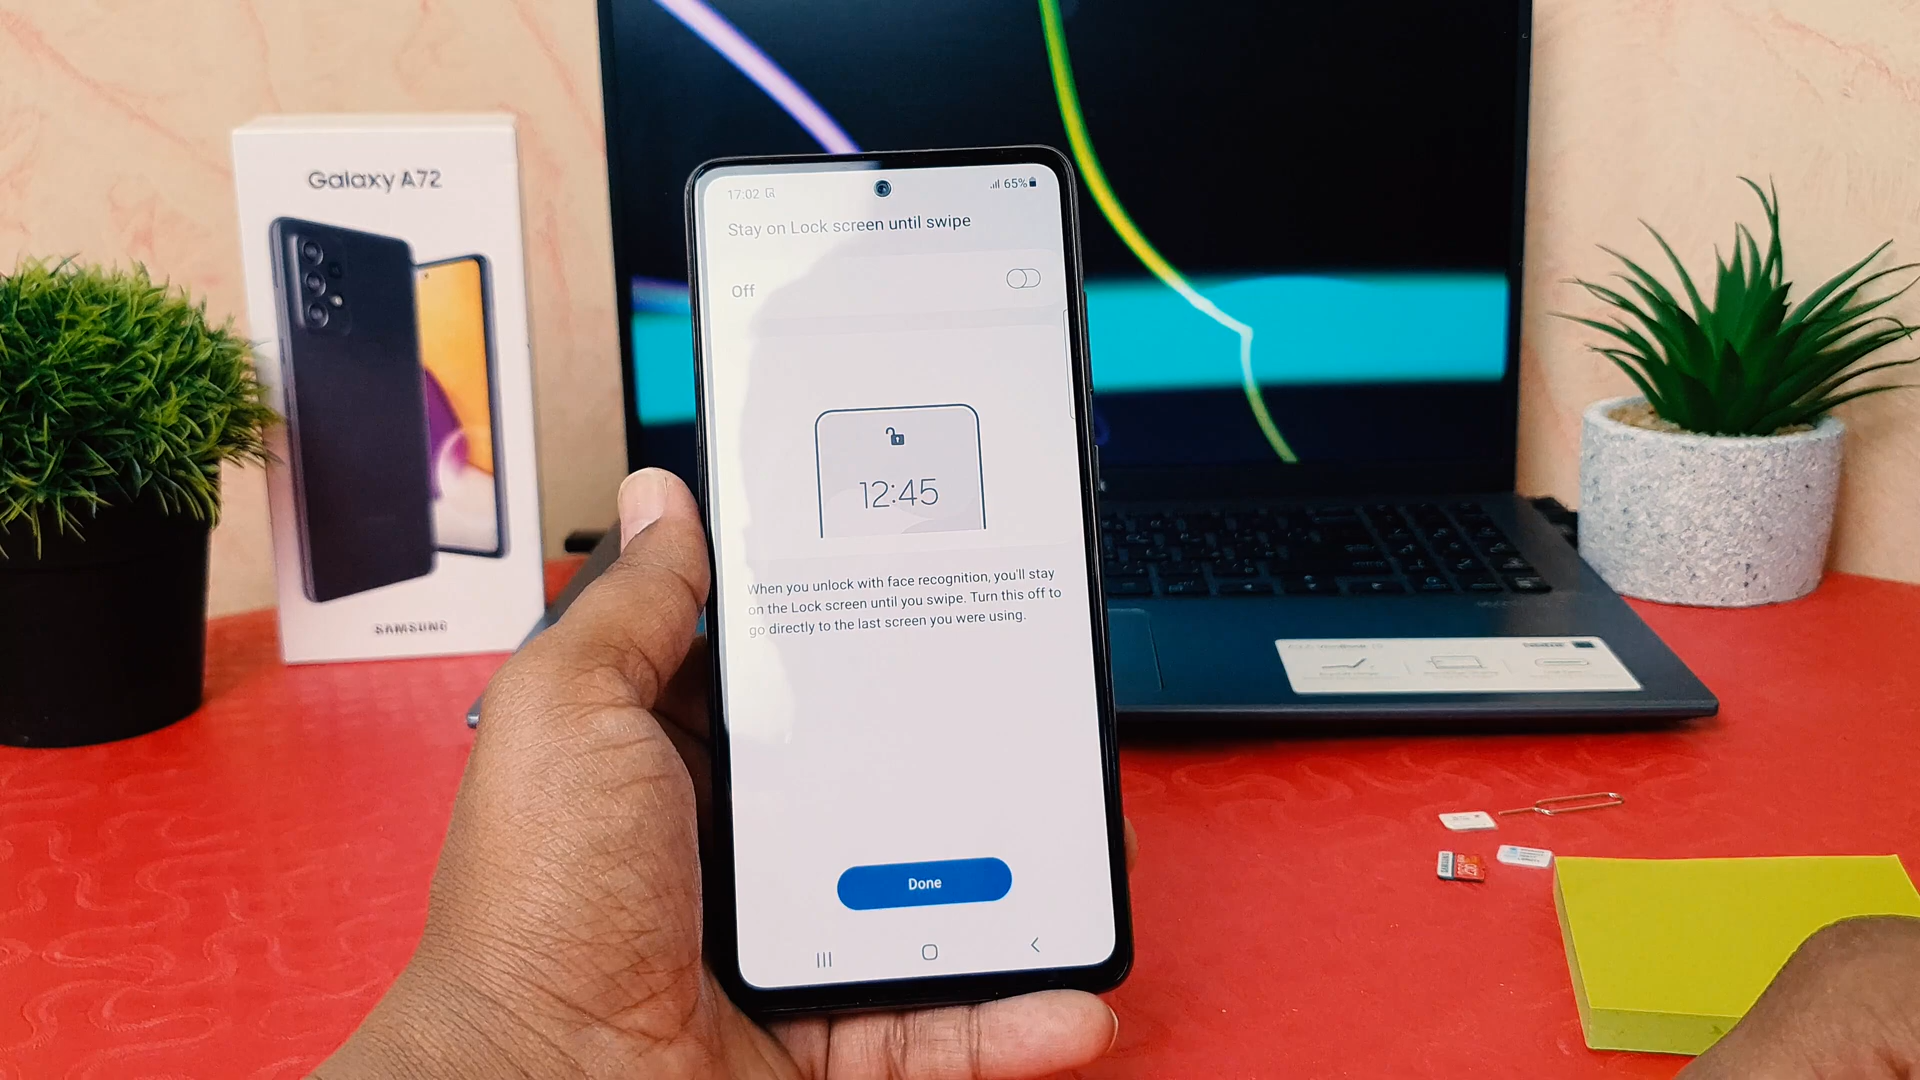 Galaxy A72
SAMSUNG
17:02
65%
Stay on Lock screen until swipe
Off
12:45
When you unlock with face recognition, you'll stay
on the Lock screen until you swipe. Turn this off to
go directly to the last screen you were using.
Done
SAMSUNG